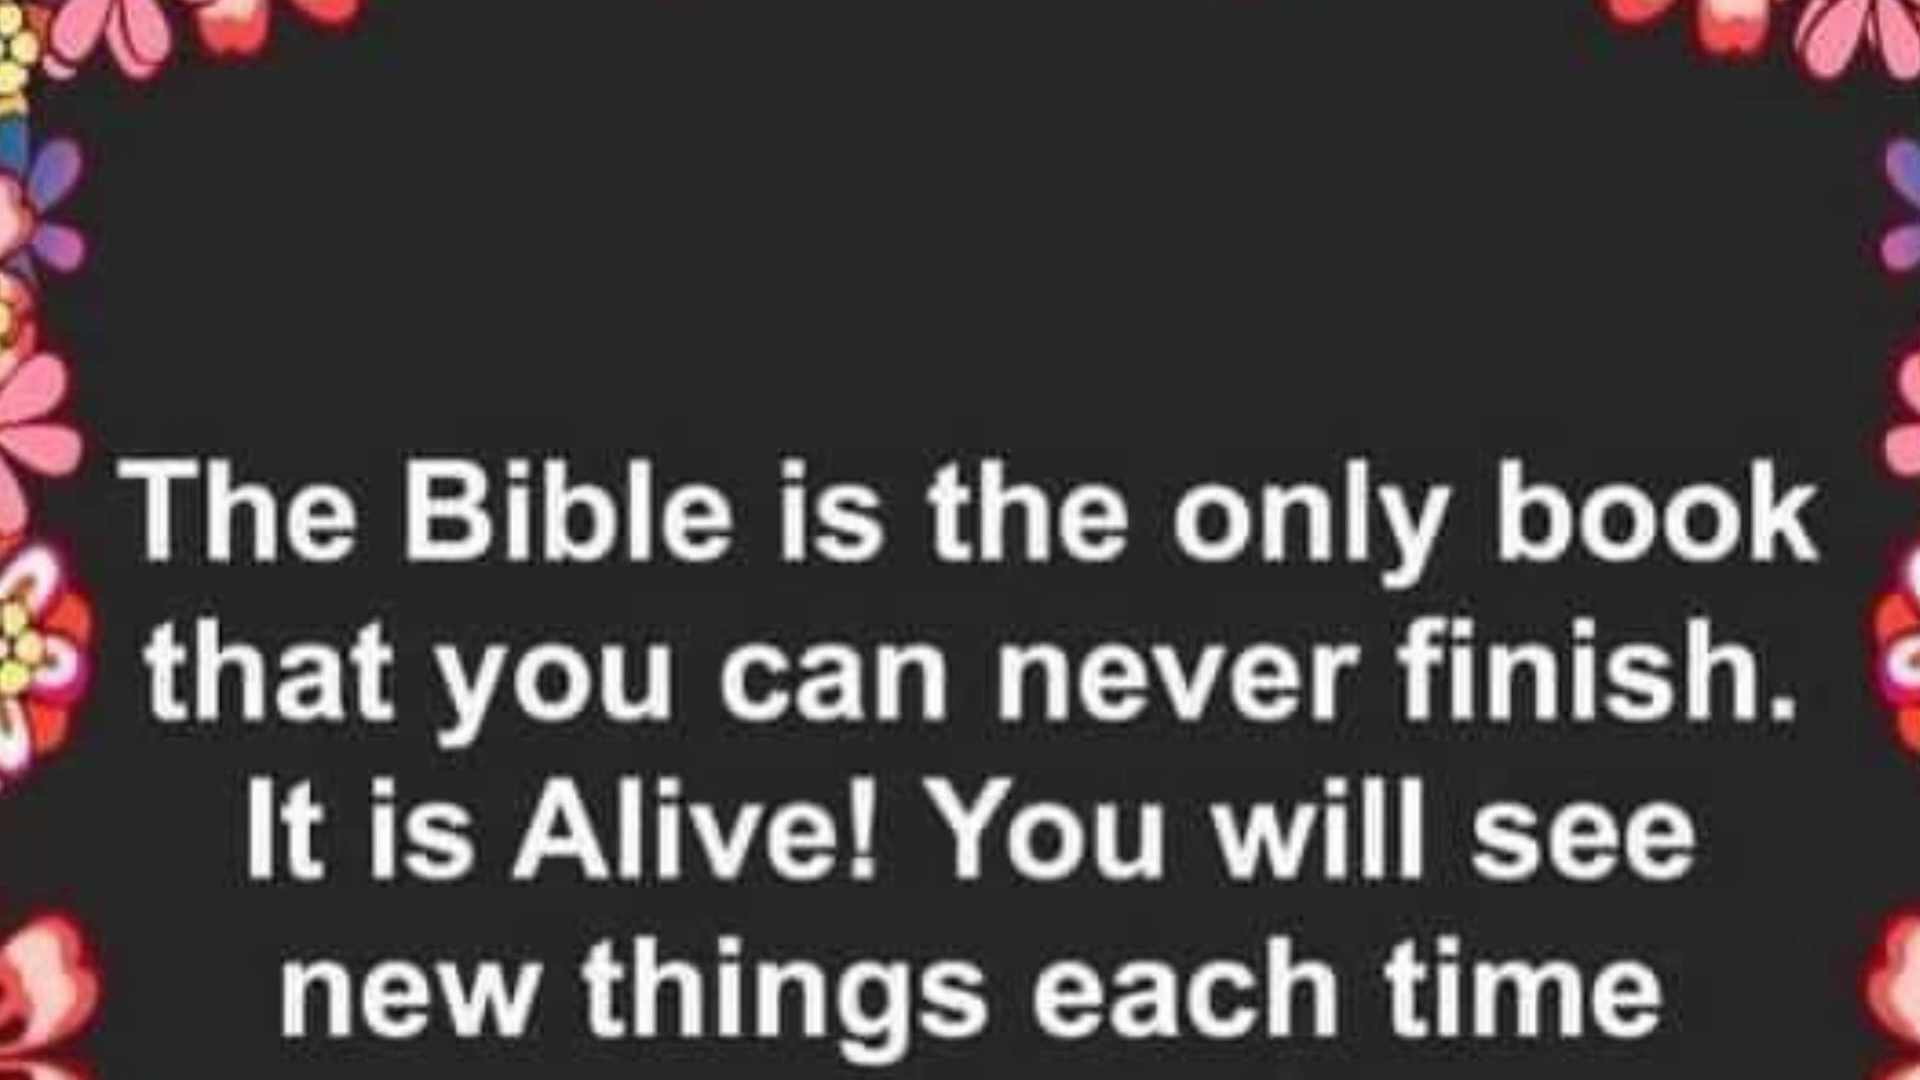 The Bible is the only book
that you can never finish.
It is Alive! You will see
new things each time